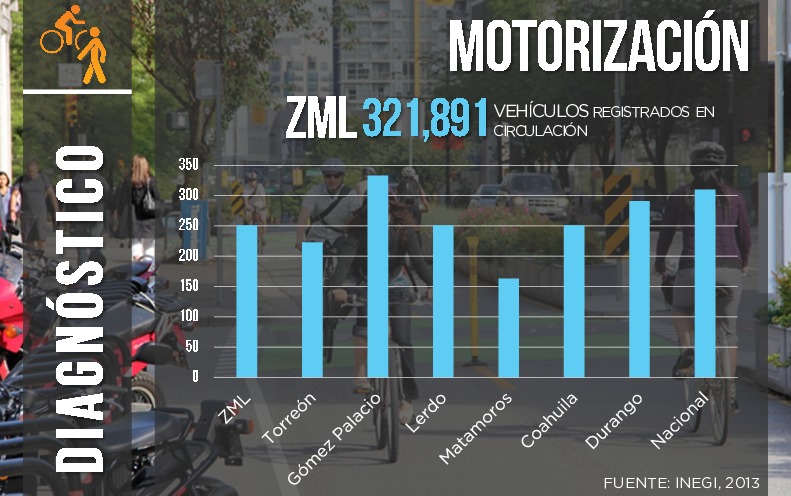 MOTORIZACIÓN
ZML 321,891 VEHÍCULOS REGISTRADOS EN
CIRCULACIÓN
DIAGNÓSTICO
350
300
250
200
150
100
50
0
ZML
Torreón
Gómez Palacio
Lerdo
Matamoros
Coahuila
Durango
Nacional
FUENTE: INEGI, 2013